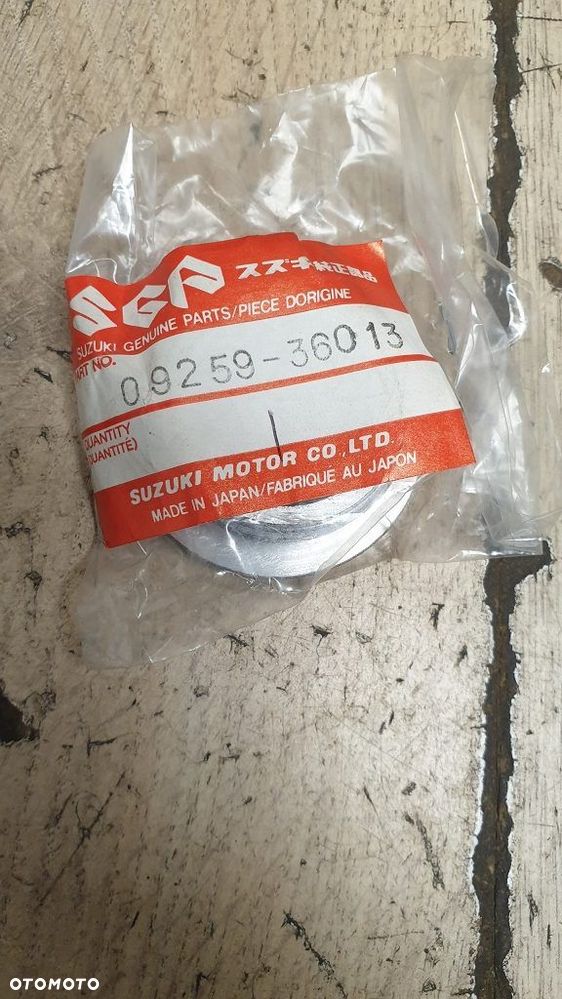 SGP スズキ純正部品
SUZUKI GENUINE PARTS/PIECE DORIGINE
PART NO.
09259-36013
QUANTITY
QUANTITÉ)
1
SUZUKI MOTOR CO.,LTD.
MADE IN JAPAN/FABRIQUE AU JAPON
OTOMOTO